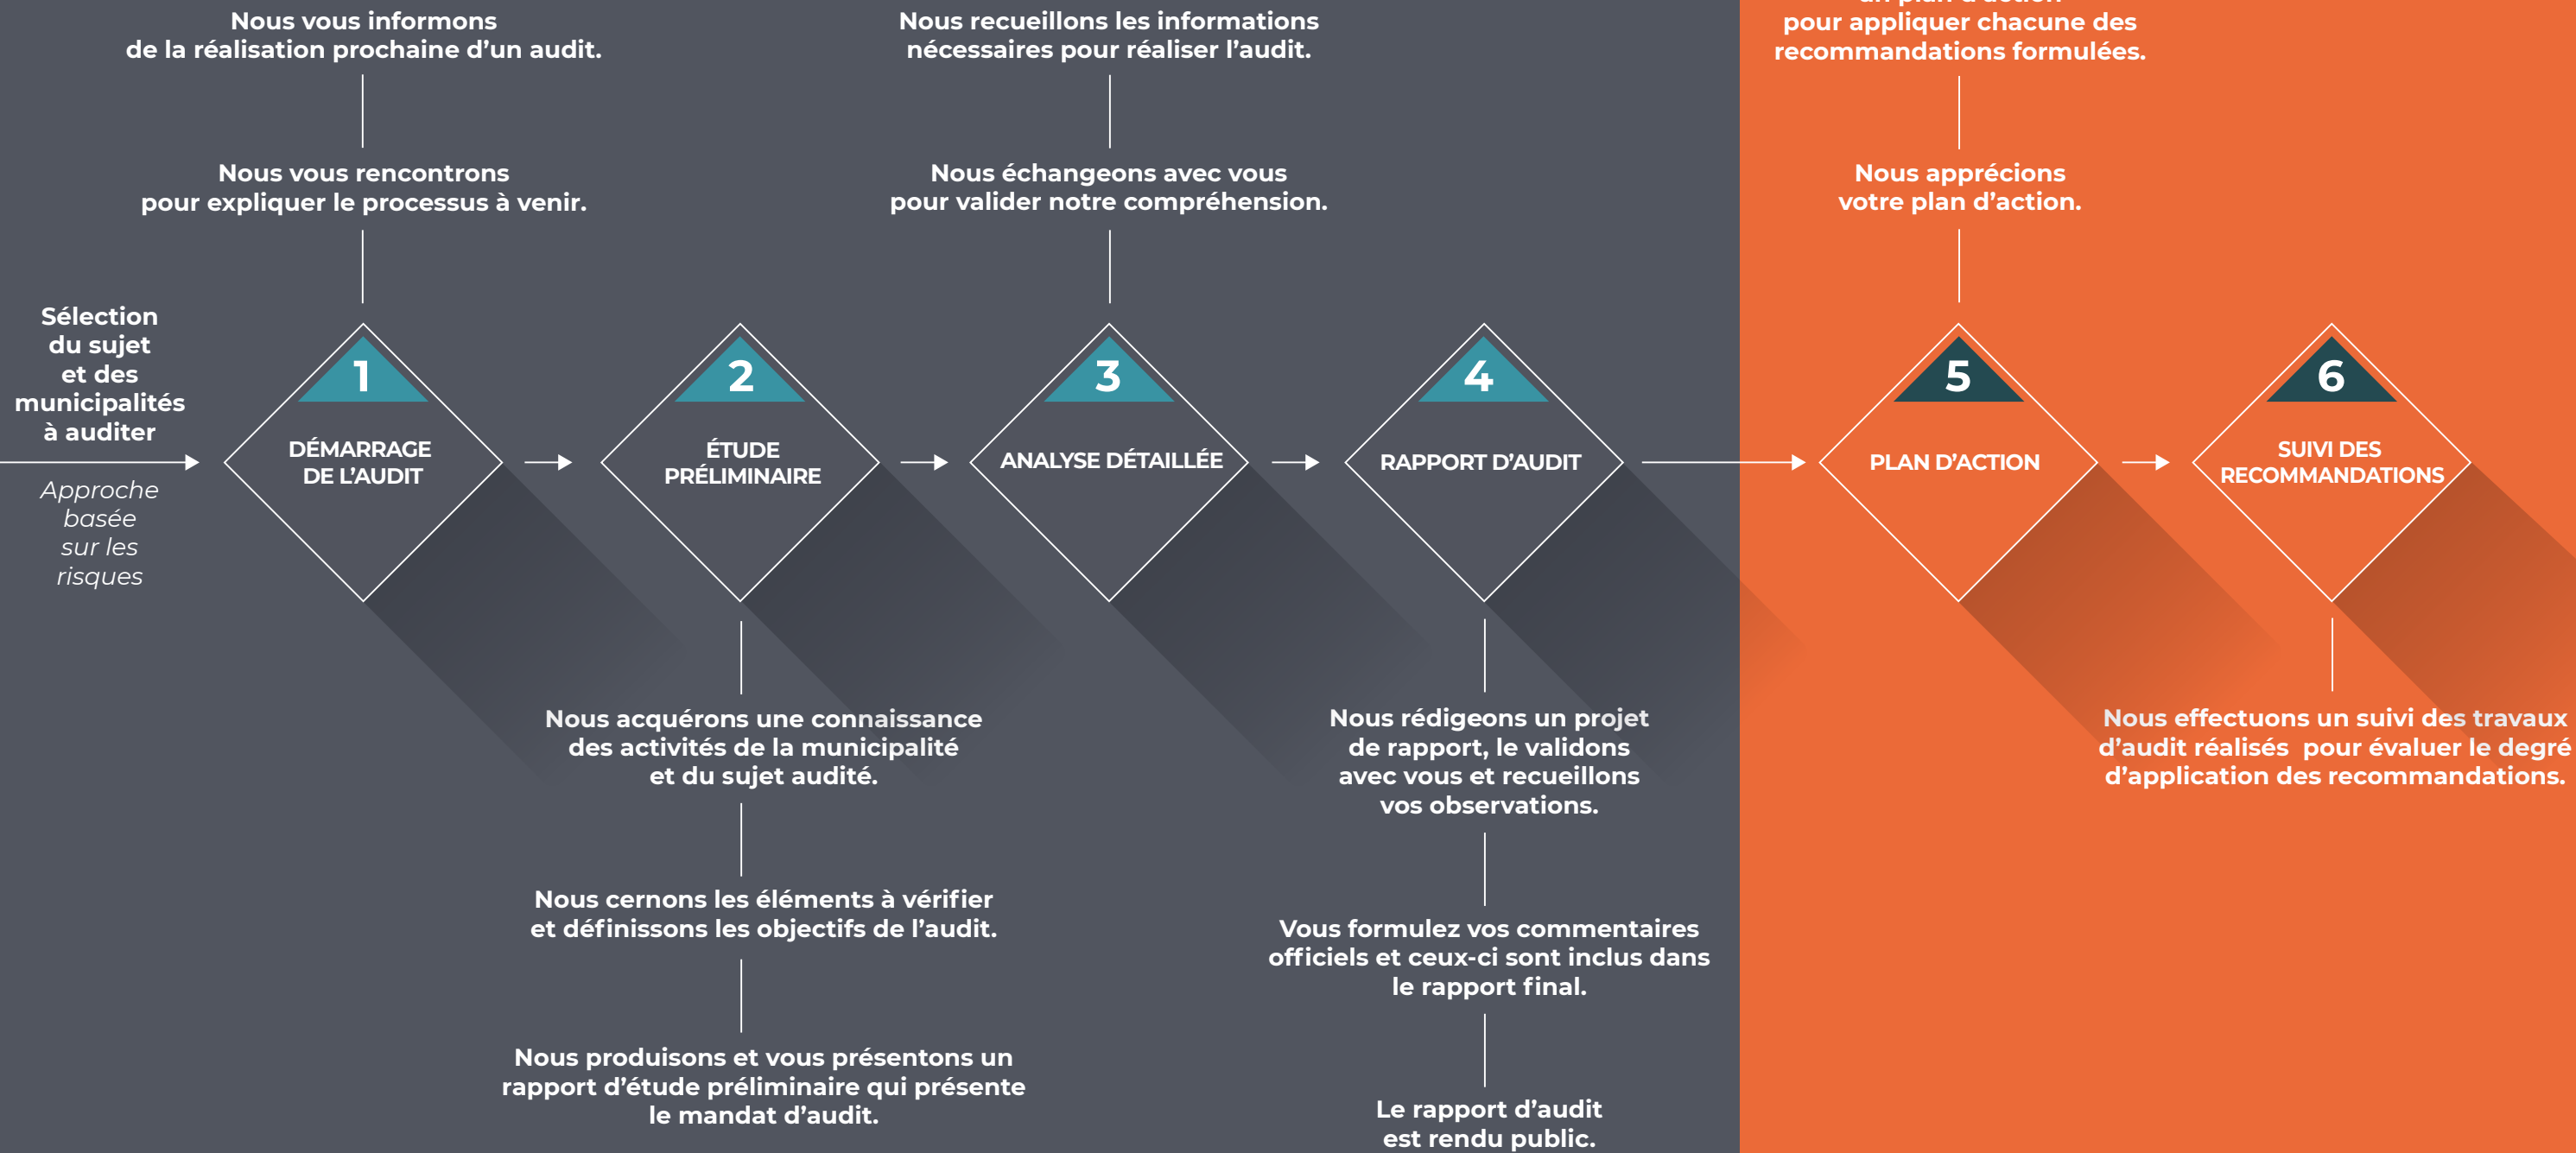 Nous vous informons
de la réalisation prochaine d’un audit.
Nous vous rencontrons
pour expliquer le processus à venir.
Nous recueillons les informations
nécessaires pour réaliser l’audit.
Nous échangeons avec vous
pour valider notre compréhension.
un plan d’action
pour appliquer chacune des
recommandations formulées.
Nous apprécions
votre plan d’action.
Sélection
du sujet
et des
municipalités
à auditer
Approche
basée
sur les
risques
1
DÉMARRAGE
DE L’AUDIT
2
ÉTUDE
PRÉLIMINAIRE
3
ANALYSE DÉTAILLÉE
4
RAPPORT D’AUDIT
5
PLAN D’ACTION
6
SUIVI DES
RECOMMANDATIONS
Nous acquérons une connaissance
des activités de la municipalité
et du sujet audité.
Nous cernons les éléments à vérifier
et définissons les objectifs de l’audit.
Nous produisons et vous présentons un
rapport d’étude préliminaire qui présente
le mandat d’audit.
Nous rédigeons un projet
de rapport, le validons
avec vous et recueillons
vos observations.
Vous formulez vos commentaires
officiels et ceux-ci sont inclus dans
le rapport final.
Le rapport d’audit
est rendu public.
Nous effectuons un suivi des travaux
d’audit réalisés  pour évaluer le degré
d’application des recommandations.